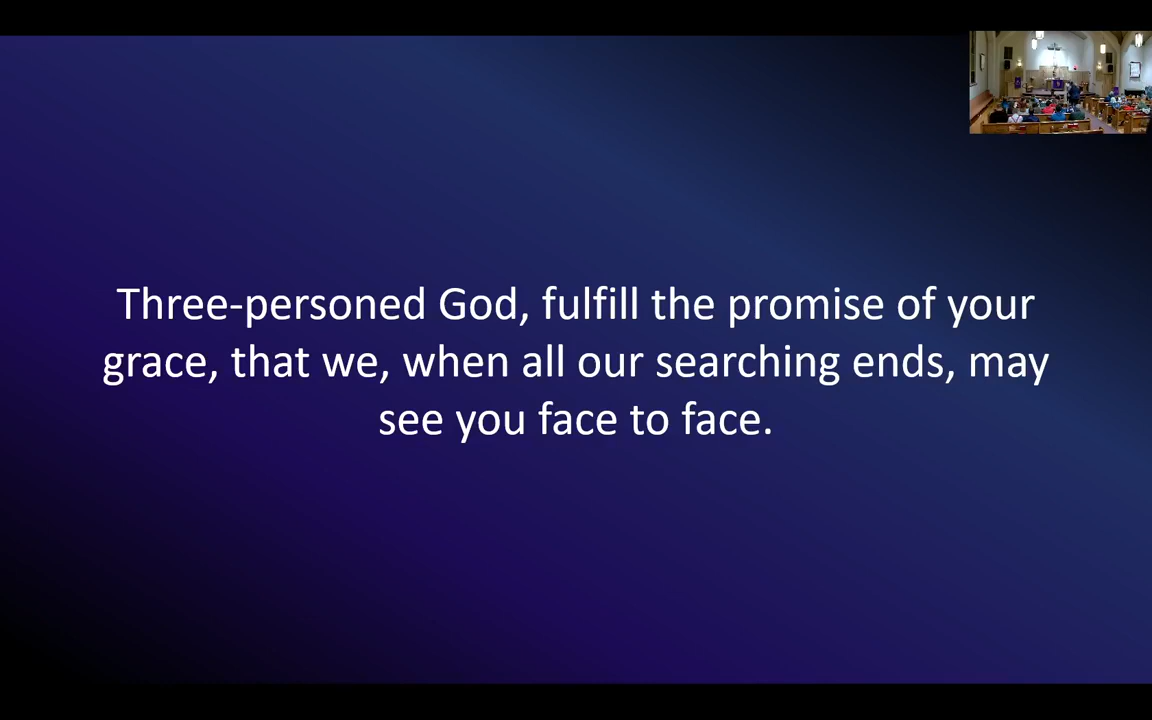 Three-personed God, fulfill the promise of your
grace, that we, when all our searching ends, may
see you face to face.